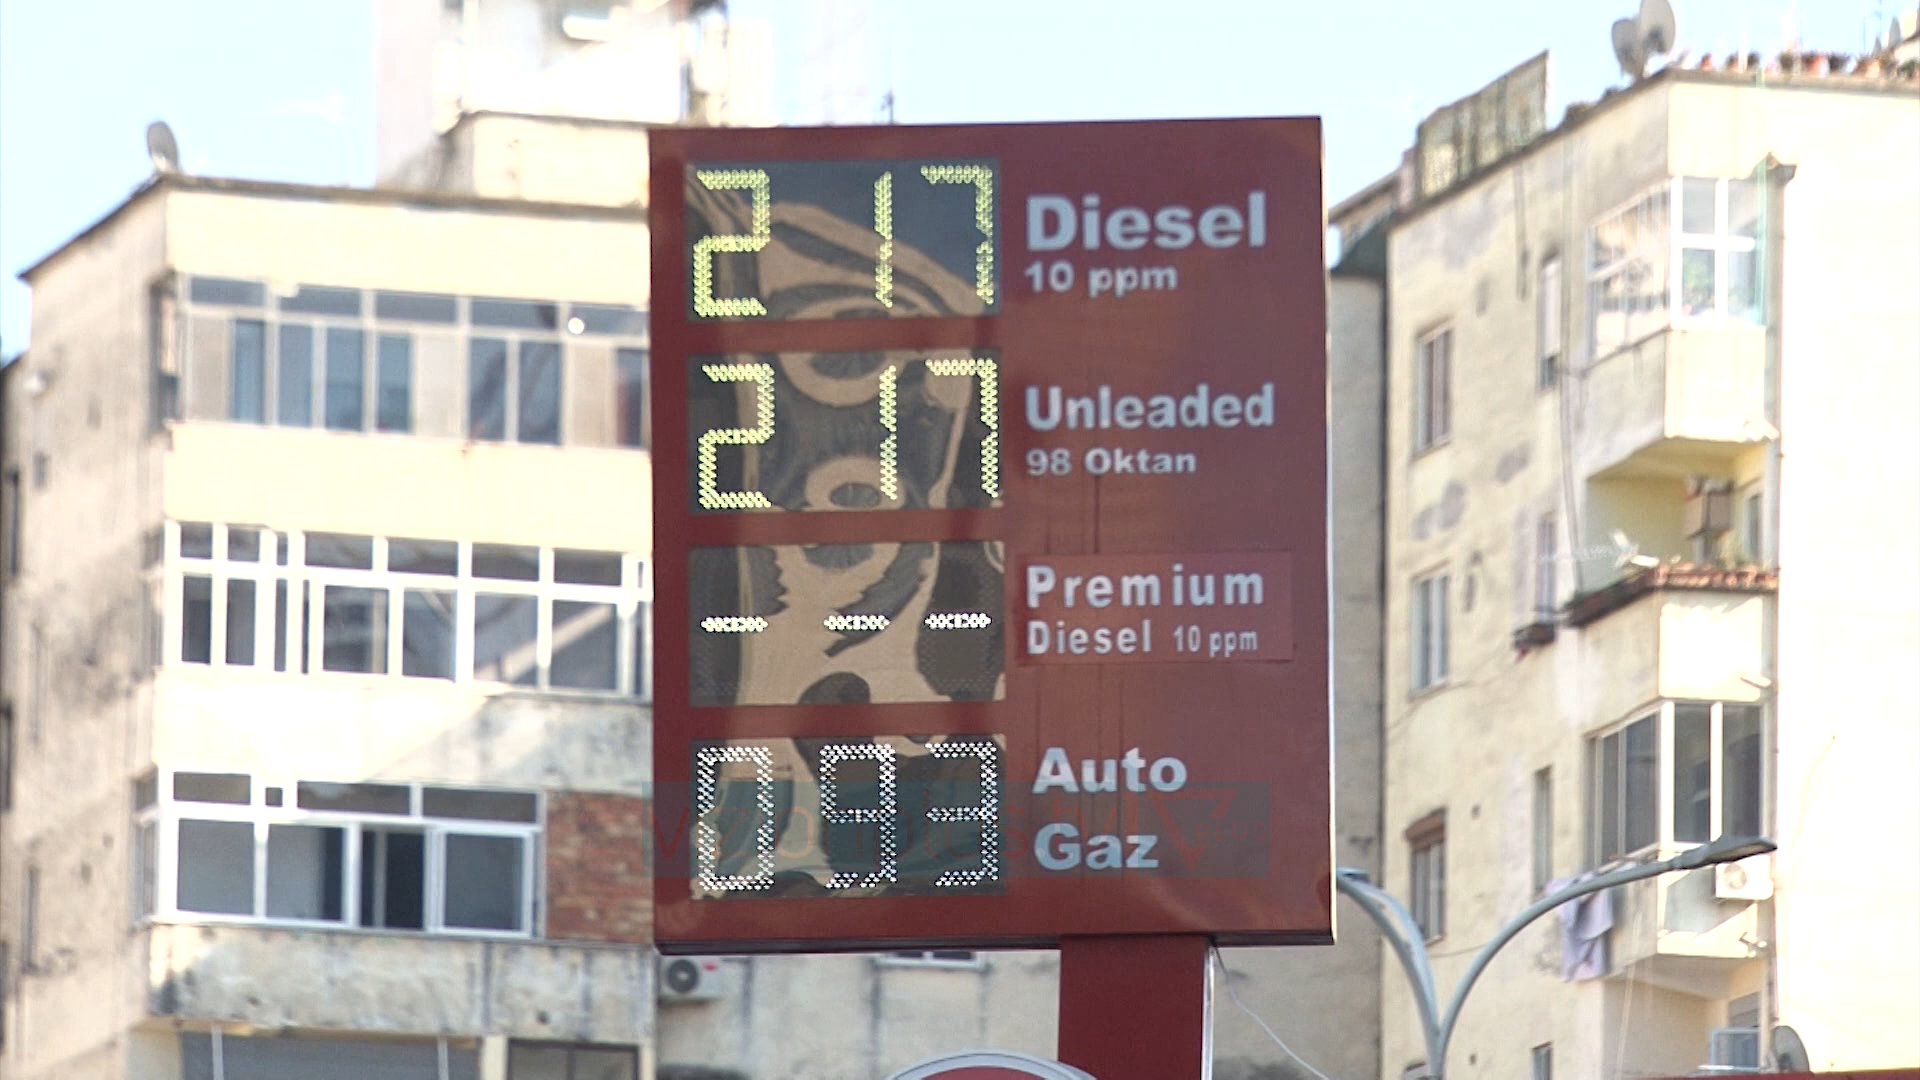 217 Diesel
10 ppm
217 Unleaded
98 Oktan
--- Premium
Diesel 10 ppm
093 Auto
Gaz